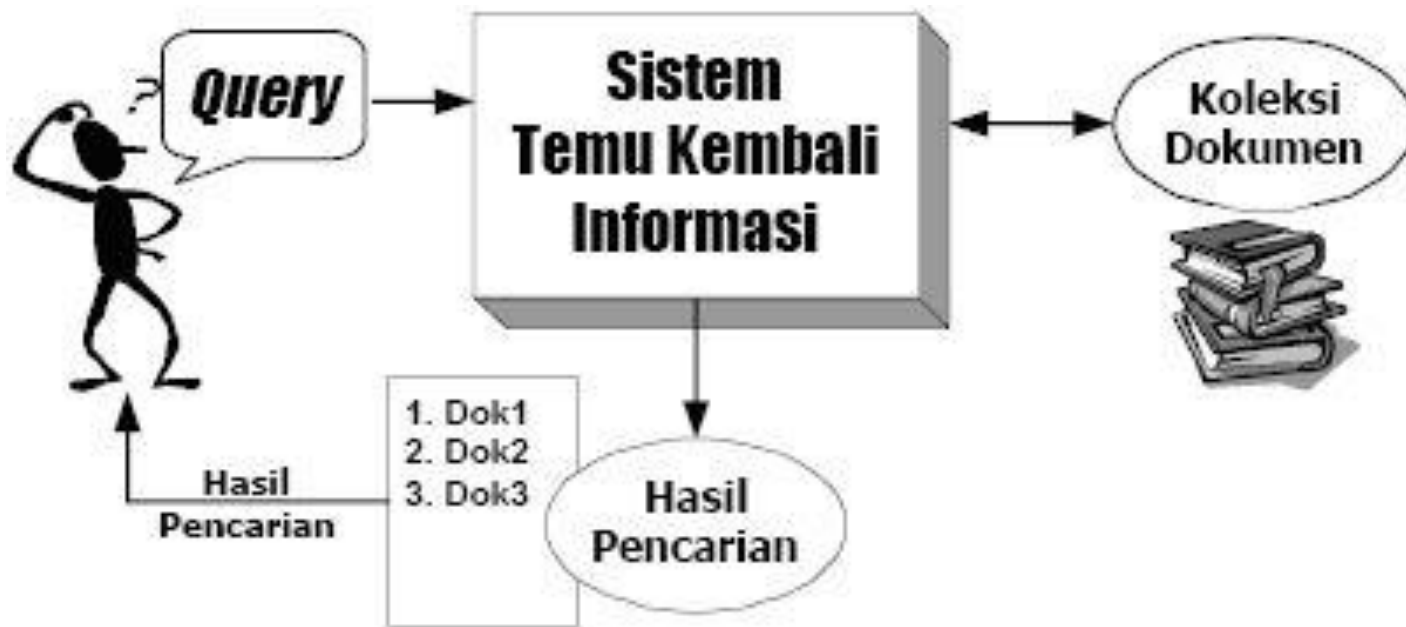 ?
Query
Sistem
Temu Kembali
Informasi
Koleksi
Dokumen
1. Dok1
2. Dok2
3. Dok3
Hasil
Pencarian
Hasil
Pencarian